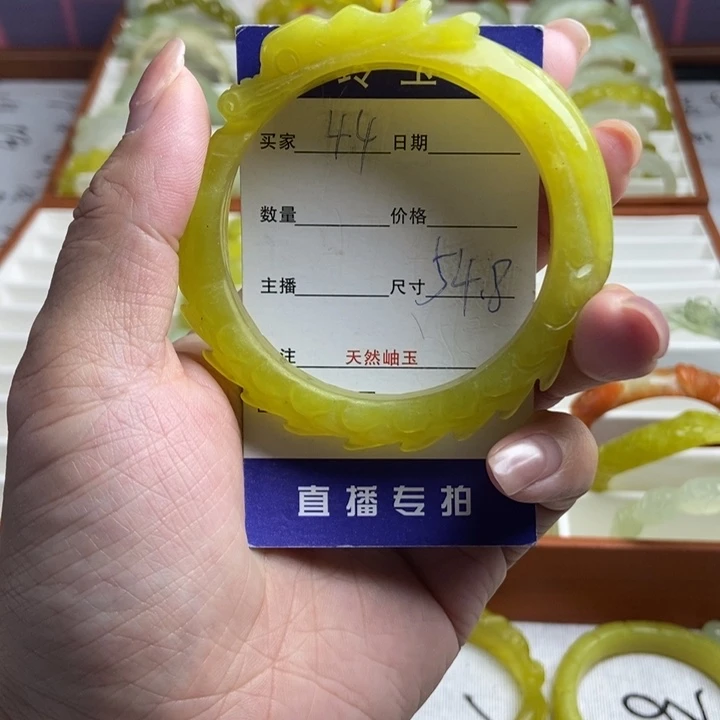 买家 44 日期
数量 价格
主播 尺寸 54.8
注 天然岫玉
直播专拍